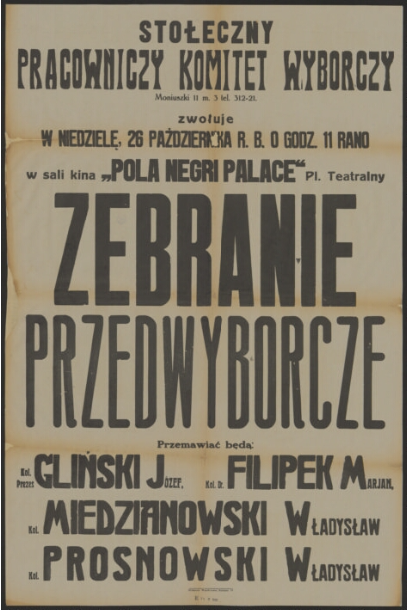 STOŁECZNY
PRACOWNICZY KOMITET WYBORCZY
Moniuszki 11 m. 3 tel. 312-21.
zwołuje
W NIEDZIELĘ, 26 PAŹDZIERNIKA R. B. O GODZ. 11 RANO
w sali kina „POLA NEGRI PALACE“ Pl. Teatralny
ZEBRANIE
PRZEDWYBORCZE
Przemawiać będą:
Kol. Prezes GLIŃSKI JÓZEF, Kol. Dr. FILIPEK MARJAN,
Kol. MIEDZIANOWSKI WŁADYSŁAW
Kol. PROSNOWSKI WŁADYSŁAW